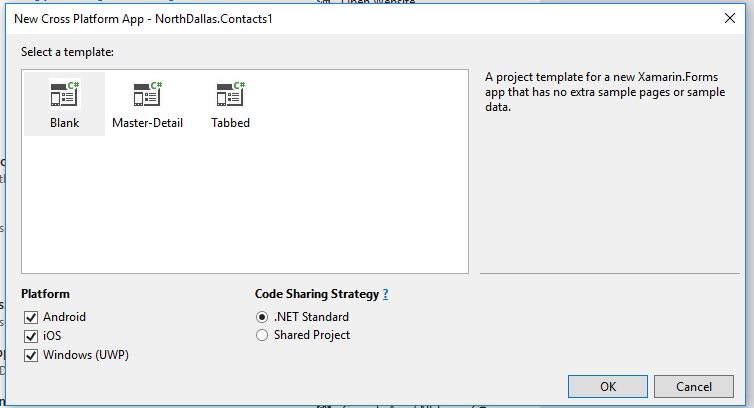 Open Website
New Cross Platform App - NorthDallas.Contacts1
Select a template:
C#
C#
C#
Blank
Master-Detail
Tabbed
A project template for a new Xamarin.Forms
app that has no extra sample pages or sample
data.
Platform
Code Sharing Strategy ?
Android
.NET Standard
iOS
Shared Project
Windows (UWP)
OK
Cancel